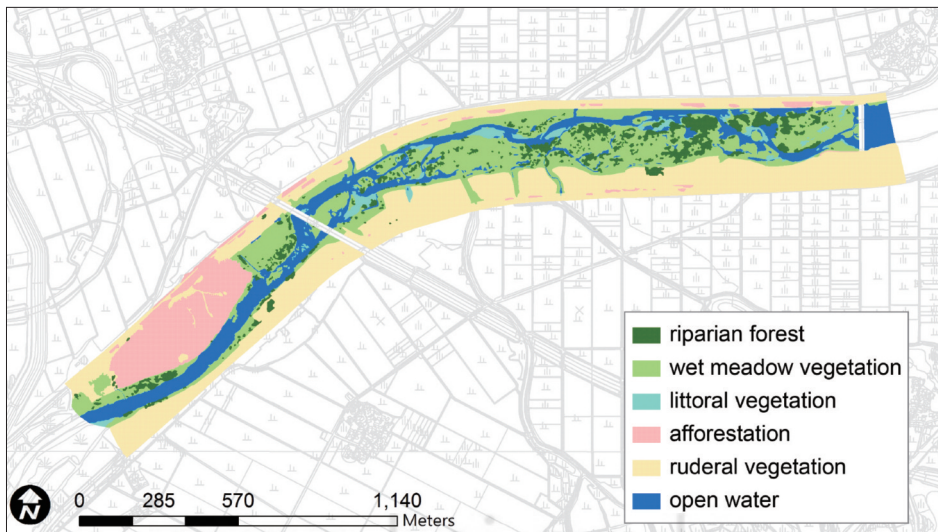 riparian forest
wet meadow vegetation
littoral vegetation
afforestation
ruderal vegetation
open water
N
0 285 570 1,140
Meters